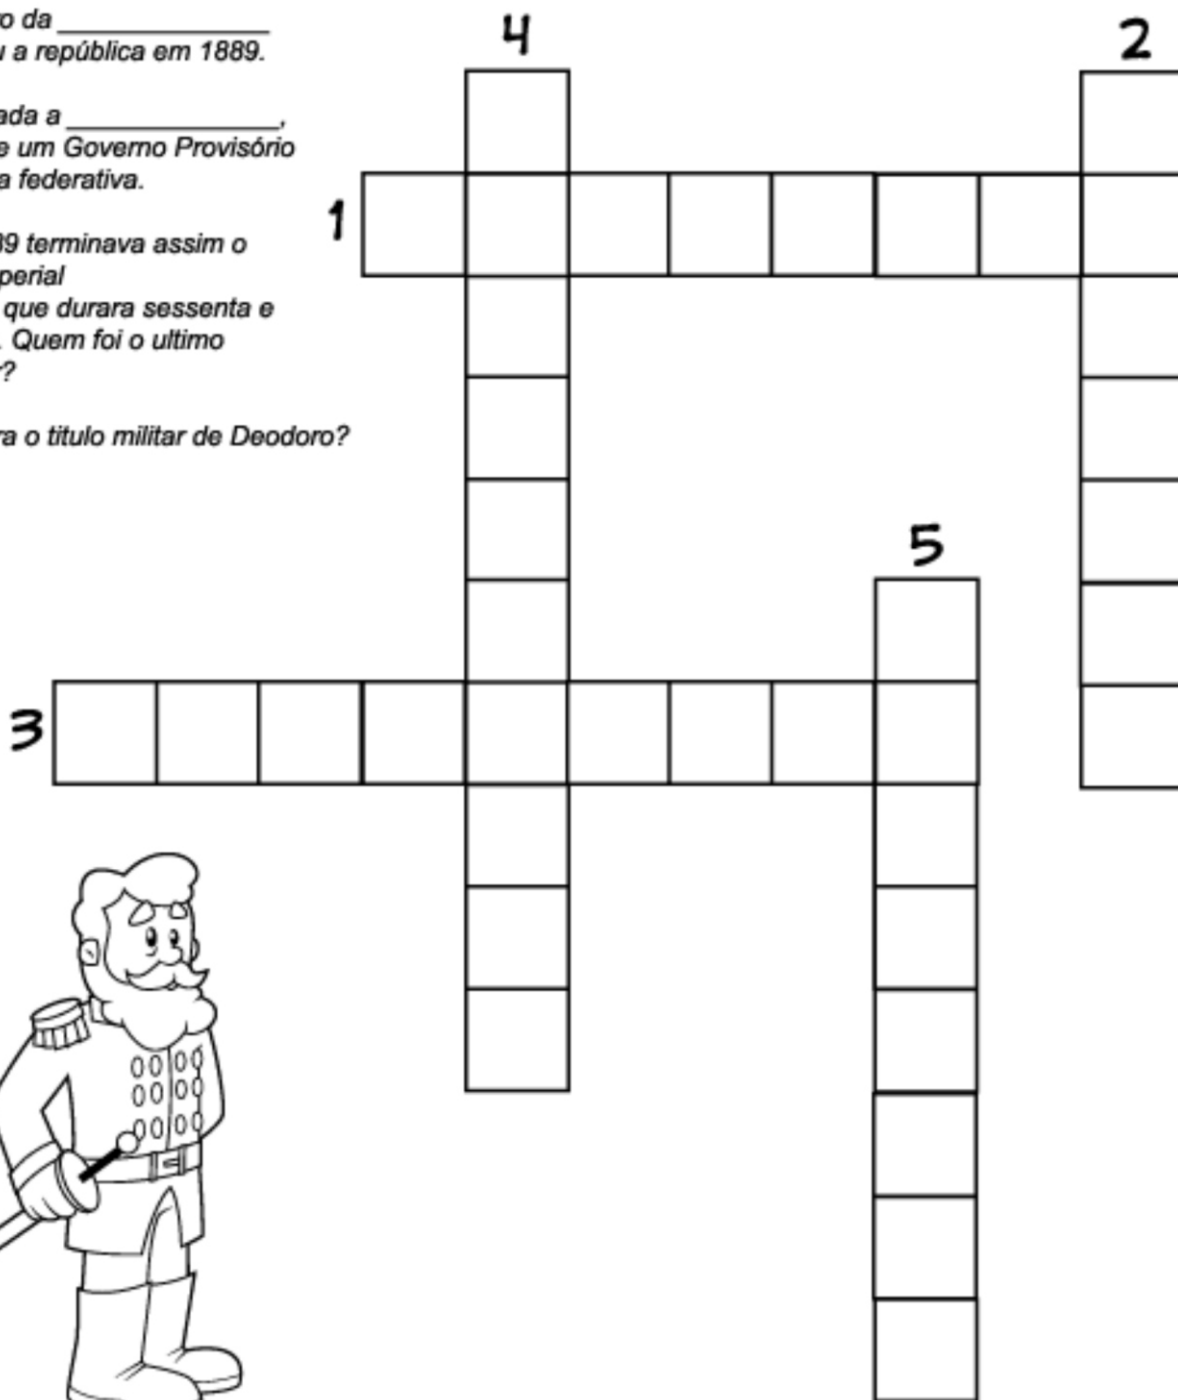 o da ______________
a república em 1889.
ada a ______________,
e um Governo Provisório
a federativa.
89 terminava assim o
perial
que durara sessenta e
. Quem foi o ultimo
?
ra o titulo militar de Deodoro?
4
2
1
5
3